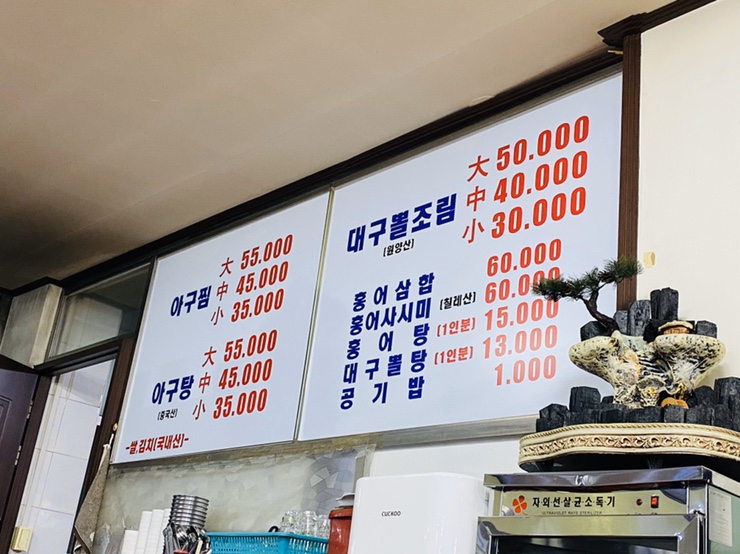 아구찜
大 55.000
中 45.000
小 35.000
아구탕
(중국산)
大 55.000
中 45.000
小 35.000
-쌀,김치(국내산)-
대구뽈조림
(원양산)
大 50.000
中 40.000
小 30.000
홍어삼합 60.000
홍어사시미 (칠레산) 60.000
홍어탕 (1인분) 15.000
대구뽈탕 (1인분) 13.000
공기밥 1.000
CUCKOO
자외선살균소독기
ULTRAVIOLET RAYS STERILIZER